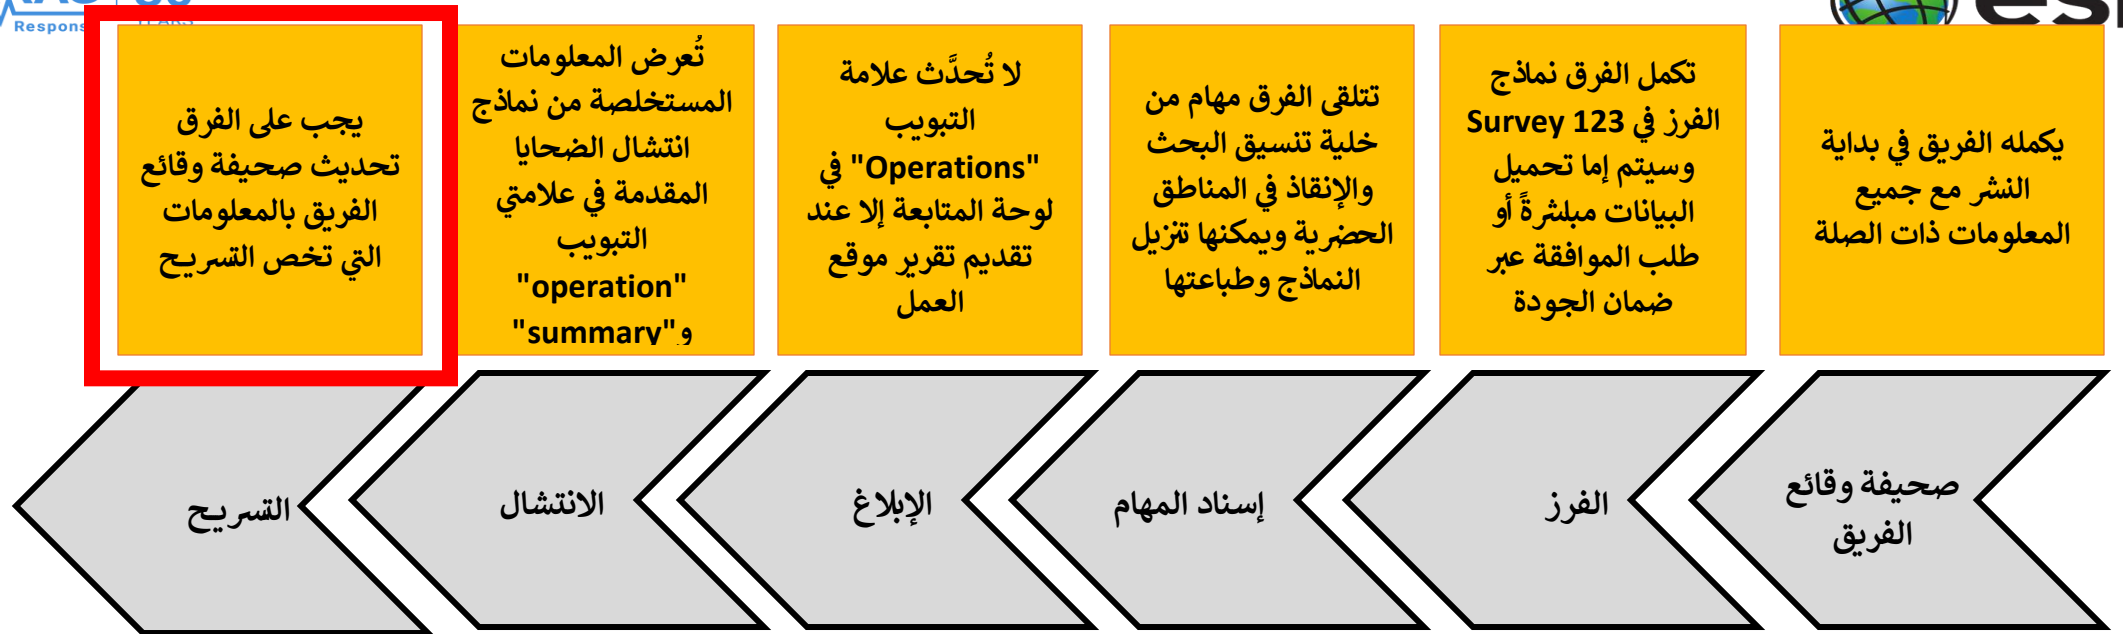 Respons
YEARS
يكمله الفريق في بداية
النشر مع جميع
المعلومات ذات الصلة
تكمل الفرق نماذج
الفرز في Survey 123
وسيتم إما تحميل
البيانات مبلشرةً أو
طلب الموافقة عبر
ضمان الجودة
تتلقى الفرق مهام من
خلية تنسيق البحث
والإنقاذ في المناطق
الحضرية ويمكنها تنزيل
النماذج وطباعتها
لا تُحدَّث علامة
التبويب
"Operations" في
لوحة المتابعة إلا عند
تقديم تقرير موقع
العمل
تُعرض المعلومات
المستخلصة من نماذج
انتشال الضحايا
المقدمة في علامتي
التبويب
"operation"
و"summary"
يجب على الفرق
تحديث صحيفة وقائع
الفريق بالمعلومات
التي تخص التسريح
صحيفة وقائع
الفريق
الفرز
إسناد المهام
الإبلاغ
الانتشال
التسريح